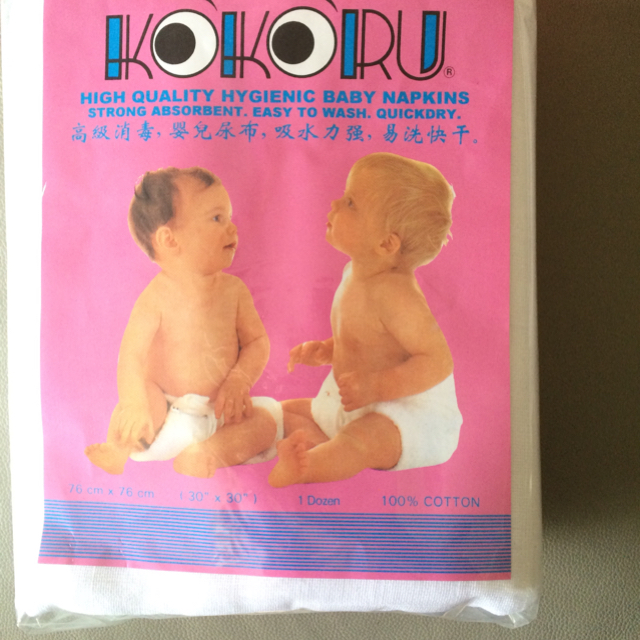 KOKORU®
HIGH QUALITY HYGIENIC BABY NAPKINS
STRONG ABSORBENT. EASY TO WASH. QUICKDRY.
高级消毒,嬰兒尿布,吸水力强,易洗快干。
76 cm x 76 cm (30" x 30") 1 Dozen 100% COTTON